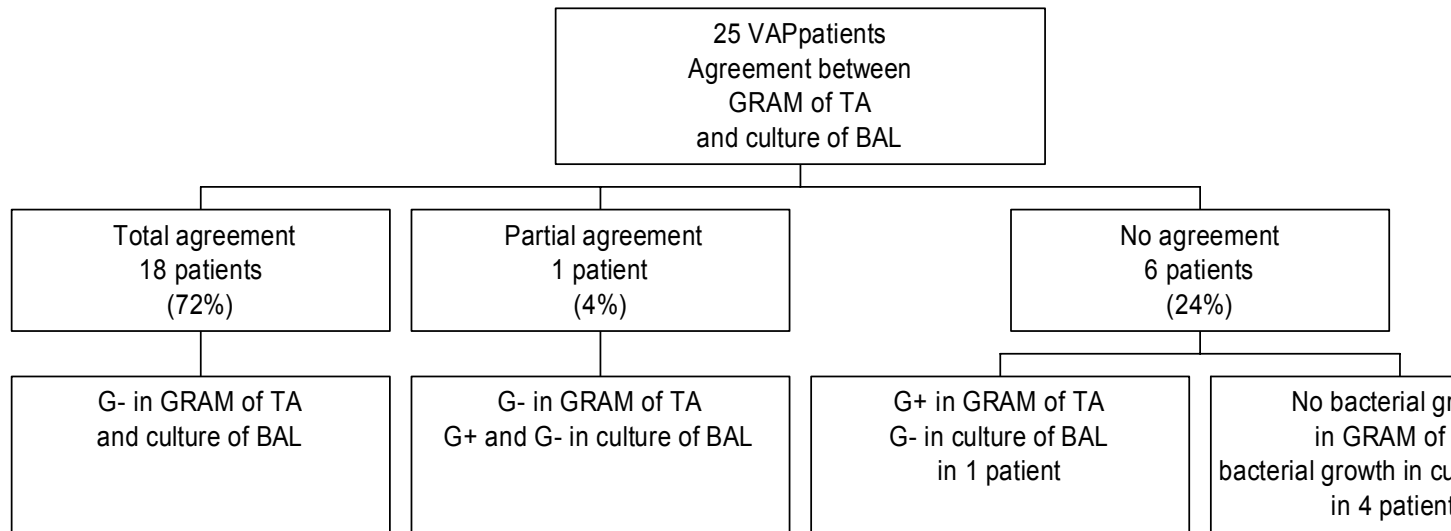 25 VAPpatients
Agreement between
GRAM of TA
and culture of BAL
Total agreement
18 patients
(72%)
Partial agreement
1 patient
(4%)
No agreement
6 patients
(24%)
G- in GRAM of TA
and culture of BAL
G- in GRAM of TA
G+ and G- in culture of BAL
G+ in GRAM of TA
G- in culture of BAL
in 1 patient
No bacterial
in GRAM of
bacterial growth in
in 4